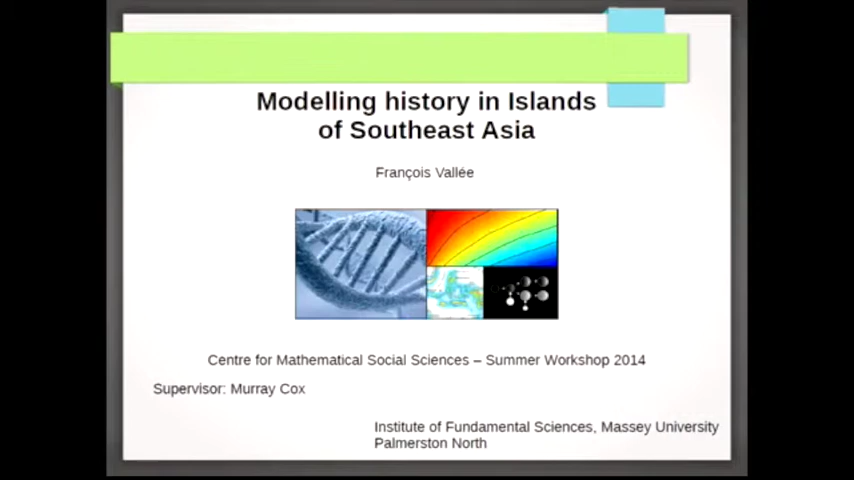 Modelling history in Islands
of Southeast Asia
François Vallée
Centre for Mathematical Social Sciences – Summer Workshop 2014
Supervisor: Murray Cox
Institute of Fundamental Sciences, Massey University
Palmerston North